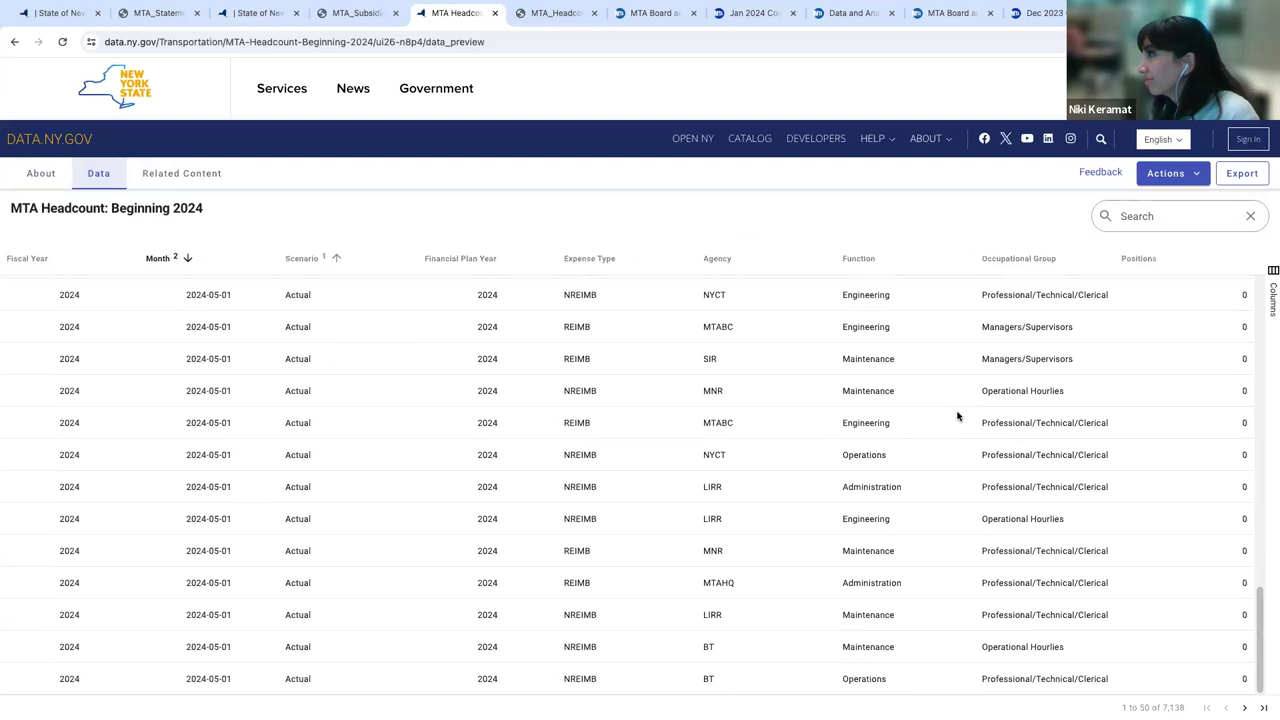 | State of New
MTA_Statem
| State of New
MTA_Subsidi
MTA Headcou
MTA_Headco
MTA Board an
Jan 2024 Co
Data and Ana
MTA Board an
Dec 2023
data.ny.gov/Transportation/MTA-Headcount-Beginning-2024/ui26-n8p4/data_preview
NEW YORK STATE
Services News Government
Niki Keramat
DATA.NY.GOV
OPEN NY CATALOG DEVELOPERS HELP ABOUT English Sign In
About Data Related Content Feedback Actions Export
MTA Headcount: Beginning 2024
Search
Fiscal Year Month 2 Scenario 1 Financial Plan Year Expense Type Agency Function Occupational Group Positions
Columns
2024 2024-05-01 Actual 2024 NREIMB NYCT Engineering Professional/Technical/Clerical 0
2024 2024-05-01 Actual 2024 REIMB MTABC Engineering Managers/Supervisors 0
2024 2024-05-01 Actual 2024 REIMB SIR Maintenance Managers/Supervisors 0
2024 2024-05-01 Actual 2024 NREIMB MNR Maintenance Operational Hourlies 0
2024 2024-05-01 Actual 2024 REIMB MTABC Engineering Professional/Technical/Clerical 0
2024 2024-05-01 Actual 2024 NREIMB NYCT Operations Professional/Technical/Clerical 0
2024 2024-05-01 Actual 2024 NREIMB LIRR Administration Professional/Technical/Clerical 0
2024 2024-05-01 Actual 2024 NREIMB LIRR Engineering Operational Hourlies 0
2024 2024-05-01 Actual 2024 REIMB MNR Maintenance Professional/Technical/Clerical 0
2024 2024-05-01 Actual 2024 REIMB MTAHQ Administration Professional/Technical/Clerical 0
2024 2024-05-01 Actual 2024 NREIMB LIRR Maintenance Professional/Technical/Clerical 0
2024 2024-05-01 Actual 2024 NREIMB BT Maintenance Operational Hourlies 0
2024 2024-05-01 Actual 2024 NREIMB BT Operations Professional/Technical/Clerical 0
1 to 50 of 7,138